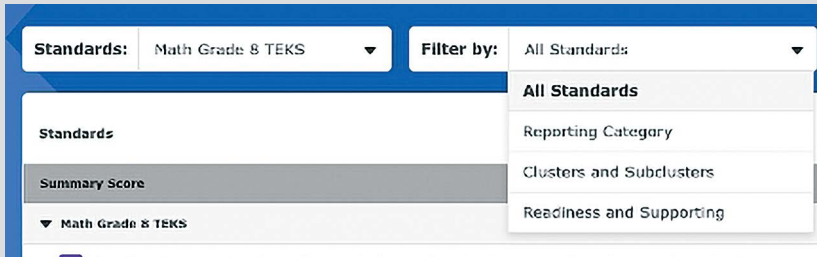 Standards: Math Grade 8 TEKS Filter by: All Standards
All Standards
Reporting Category
Clusters and Subclusters
Readiness and Supporting
Standards
Summary Score
Math Grade 8 TEKS